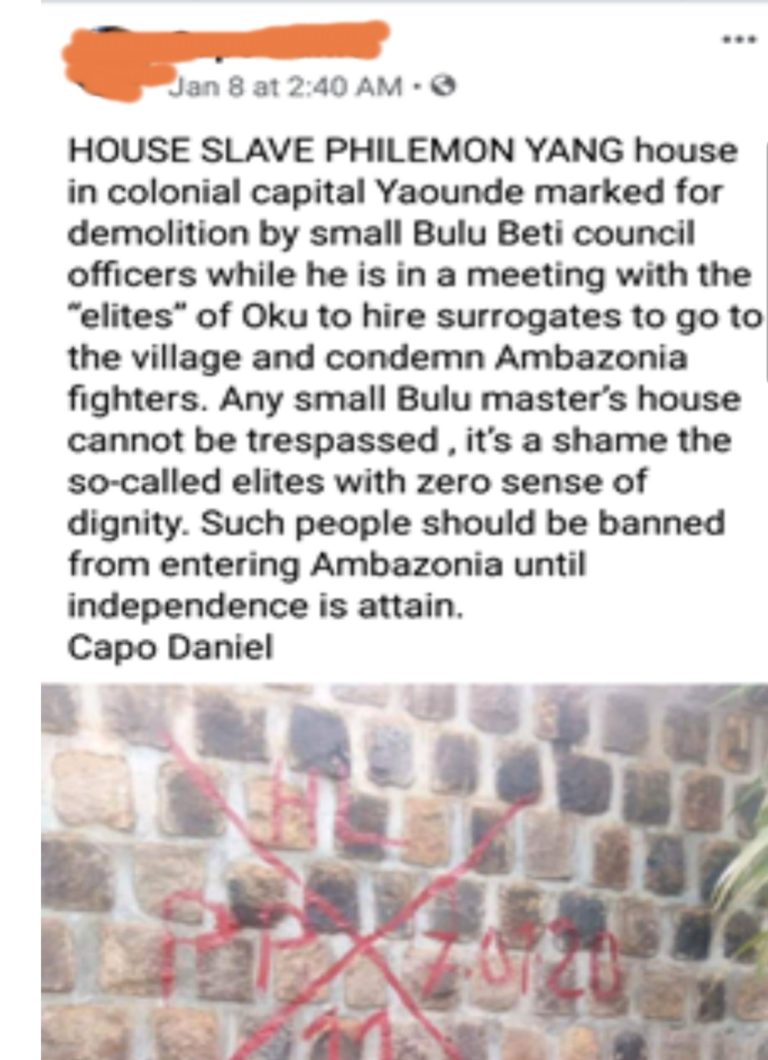 Jan 8 at 2:40 AM ·
HOUSE SLAVE PHILEMON YANG house
in colonial capital Yaounde marked for
demolition by small Bulu Beti council
officers while he is in a meeting with the
“elites” of Oku to hire surrogates to go to
the village and condemn Ambazonia
fighters. Any small Bulu master’s house
cannot be trespassed , it’s a shame the
so-called elites with zero sense of
dignity. Such people should be banned
from entering Ambazonia until
independence is attain.
Capo Daniel
HL
PP 7.01.20